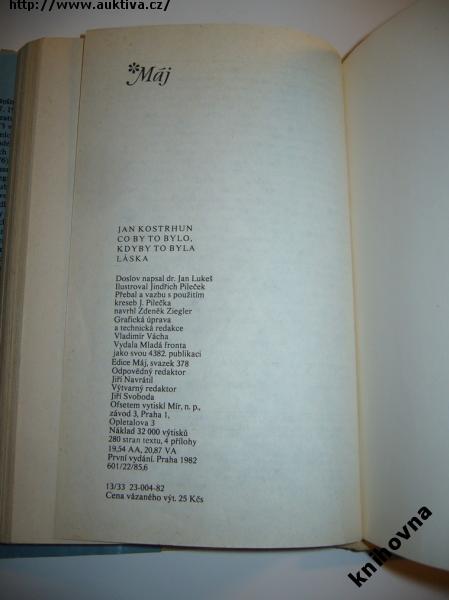 http://www.auktiva.cz/
*Máj
JAN KOSTRHUN
CO BY TO BYLO,
KDYBY TO BYLA
LÁSKA
Doslov napsal dr. Jan Lukeš
Ilustroval Jindřich Pileček
Přebal a vazbu s použitím
kreseb J. Pilečka
navrhl Zdeněk Ziegler
Grafická úprava
a technická redakce
Vladimír Vácha
Vydala Mladá fronta
jako svou 4382. publikaci
Edice Máj, svazek 378
Odpovědný redaktor
Jiří Navrátil
Výtvarný redaktor
Jiří Svoboda
Ofsetem vytiskl Mír, n. p.,
závod 3, Praha 1,
Opletalova 3
Náklad 32 000 výtisků
280 stran textu, 4 přílohy
19,54 AA, 20,87 VA
První vydání. Praha 1982
601/22/85,6
13/33 23-004-82
Cena vázaného výt. 25 Kčs
knihovna